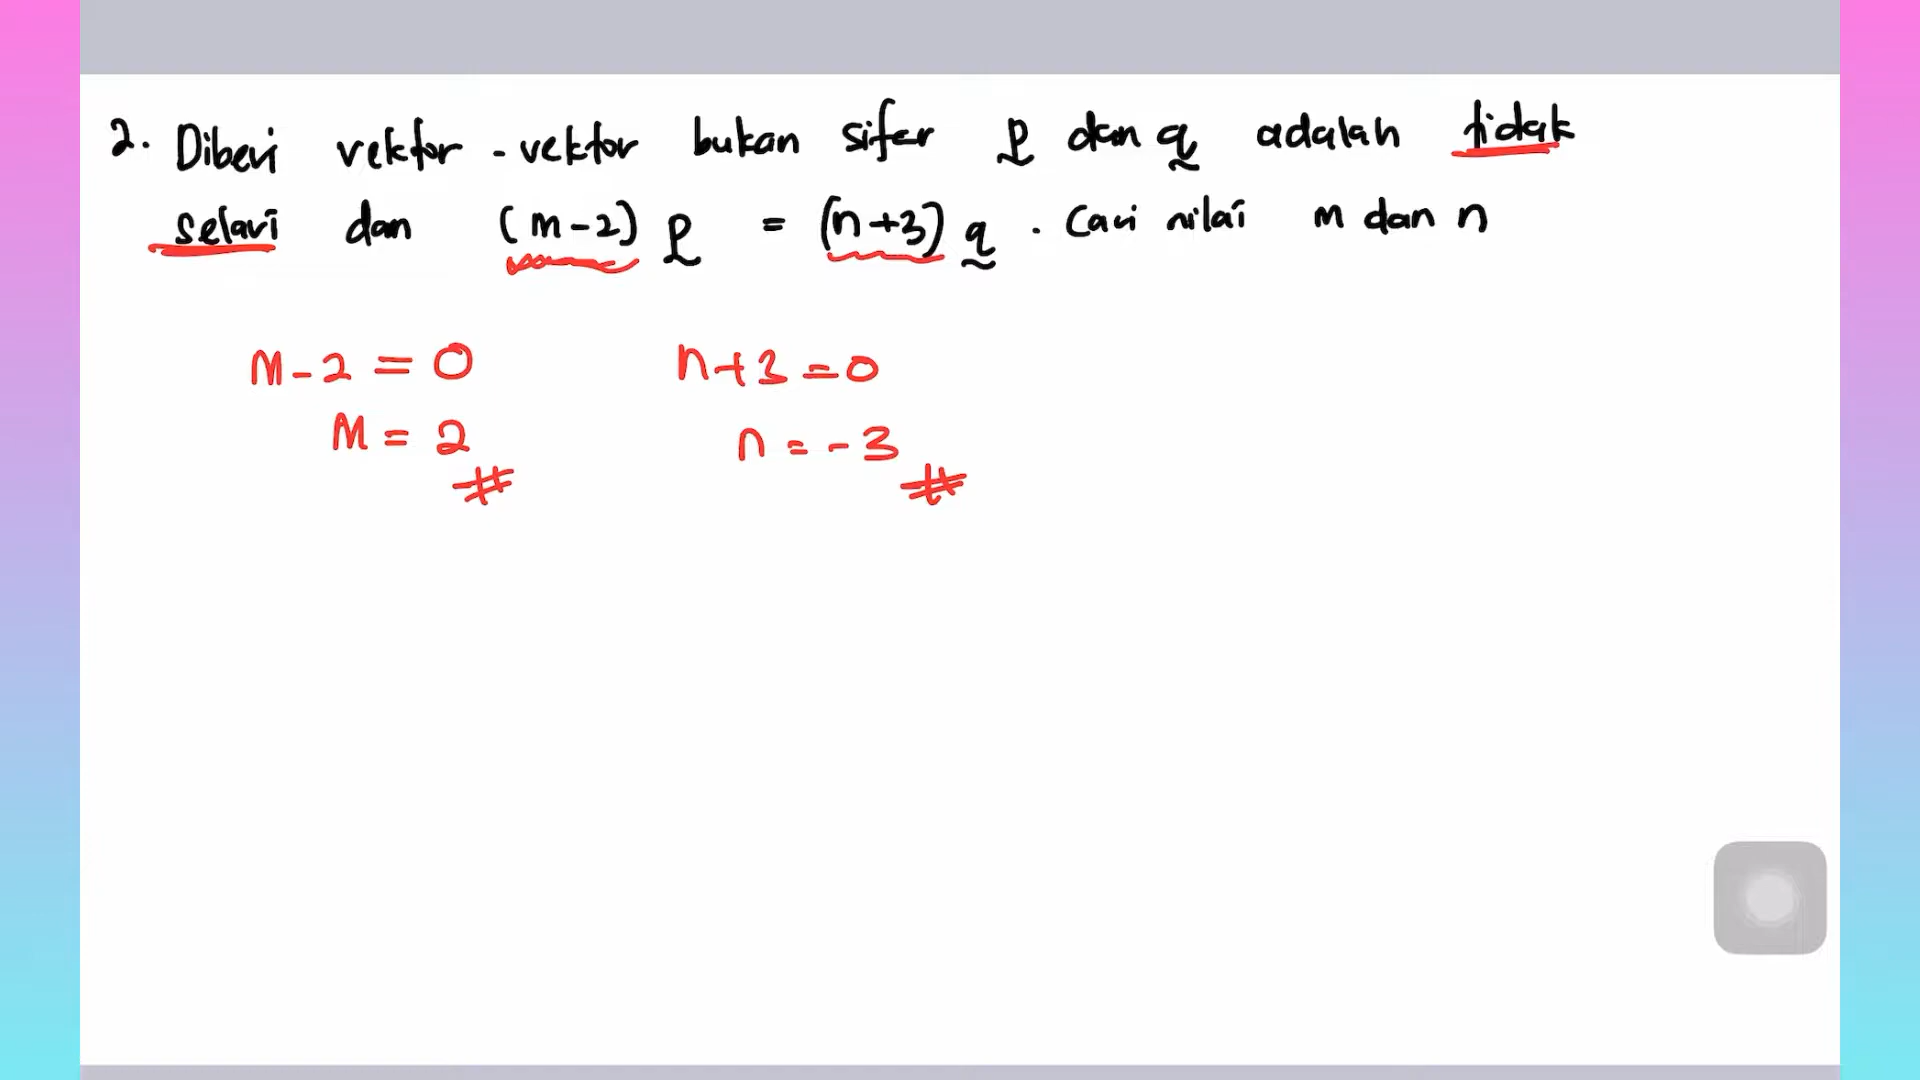 2. Diberi vektor-vektor bukan sifar p dan q adalah tidak
selari dan (m-2) p = (n+3) q. Cari nilai m dan n
m-2 = 0 n+3 = 0
m = 2 n = -3